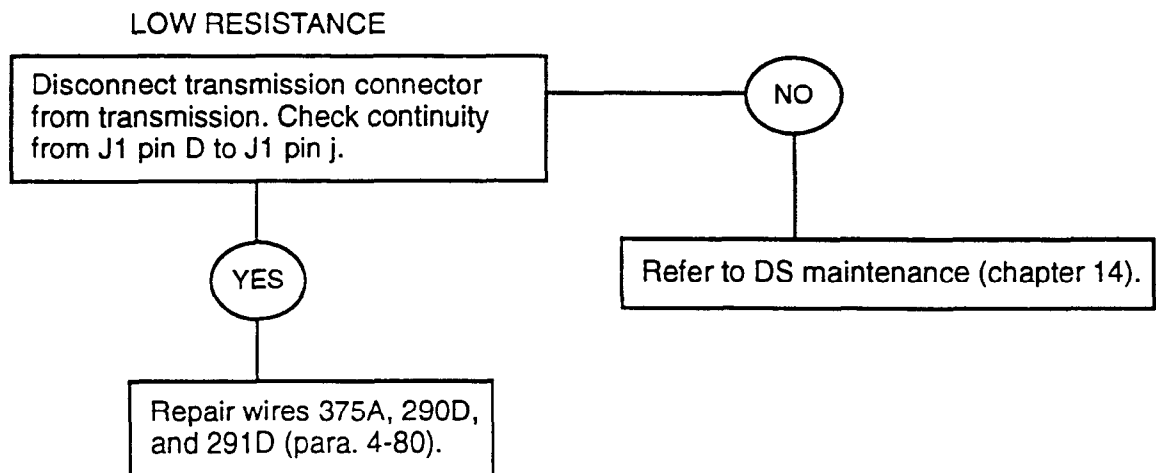 LOW RESISTANCE
Disconnect transmission connector
from transmission. Check continuity
from J1 pin D to J1 pin j.
NO
YES
Refer to DS maintenance (chapter 14).
Repair wires 375A, 290D,
and 291D (para. 4-80).